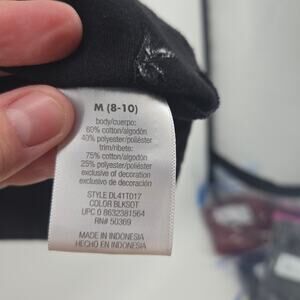 M (8-10)
body/cuerpo:
60% cotton/algodón
40% polyester/poliéster
trim/ribete:
75% cotton/algodón
25% polyester/poliéster
exclusive of decoration
exclusivo de decoración
STYLE DL41TD17
COLOR BLKSOT
UPC 0 8632381564
RN# 50369
MADE IN INDONESIA
HECHO EN INDONESIA